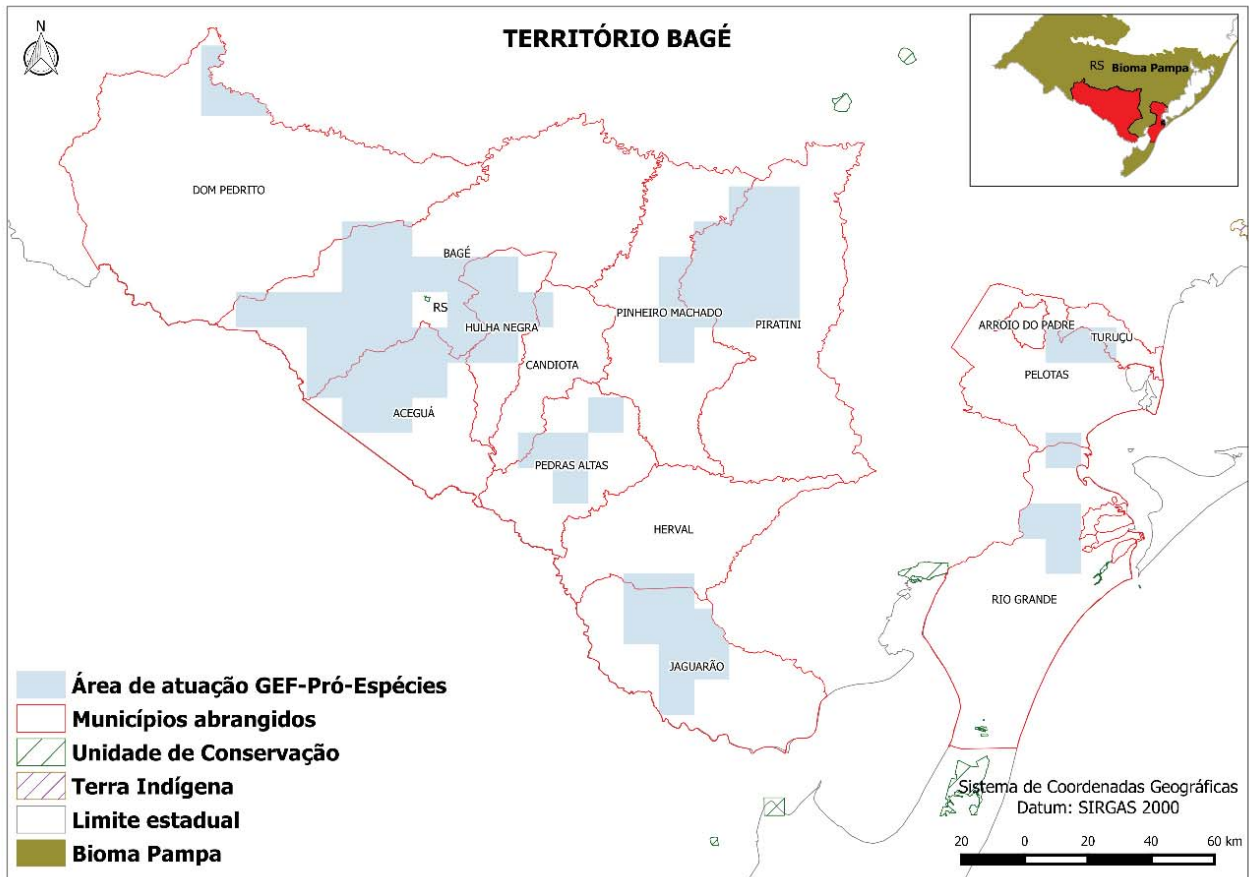 N
TERRITÓRIO BAGÉ
RS
Bioma Pampa
DOM PEDRITO
BAGÉ
RS
HULHA NEGRA
PINHEIRO MACHADO
PIRATINI
ARROIO DO PADRE
TURUÇU
CANDIOTA
PELOTAS
ACEGUÁ
PEDRAS ALTAS
HERVAL
RIO GRANDE
JAGUARÃO
Área de atuação GEF-Pró-Espécies
Municípios abrangidos
Unidade de Conservação
Terra Indígena
Limite estadual
Bioma Pampa
Sistema de Coordenadas Geográficas
Datum: SIRGAS 2000
20 0 20 40 60 km